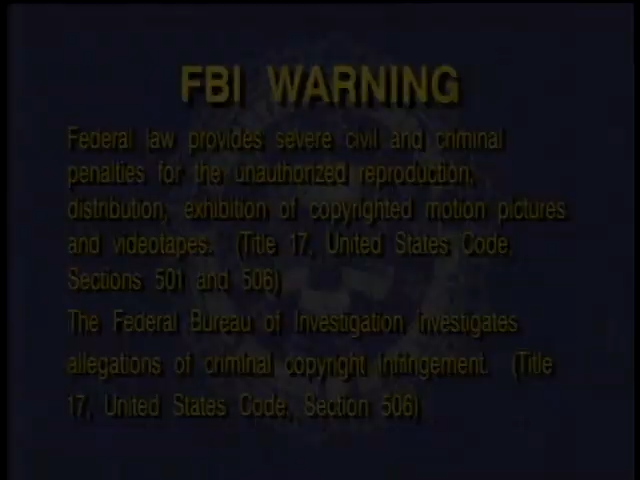 FBI WARNING
Federal law provides severe civil and criminal
penalties for the unauthorized reproduction,
distribution, exhibition of copyrighted motion pictures
and videotapes. (Title 17, United States Code,
Sections 501 and 506)
The Federal Bureau of Investigation investigates
allegations of criminal copyright infringement. (Title
17, United States Code, Section 506)